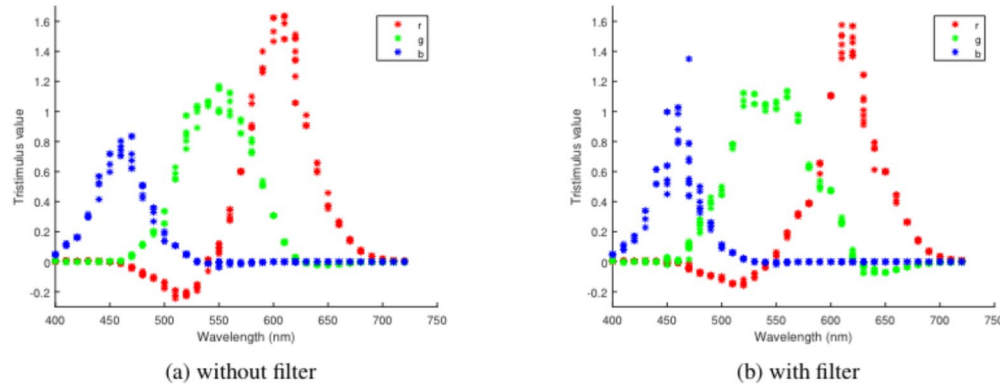 1.6
1.4
1.2
1
0.8
0.6
0.4
0.2
0
-0.2
Tristimulus value
400 450 500 550 600 650 700 750
Wavelength (nm)
r
g
b
(a) without filter
1.6
1.4
1.2
1
0.8
0.6
0.4
0.2
0
-0.2
Tristimulus value
400 450 500 550 600 650 700 750
Wavelength (nm)
r
g
b
(b) with filter